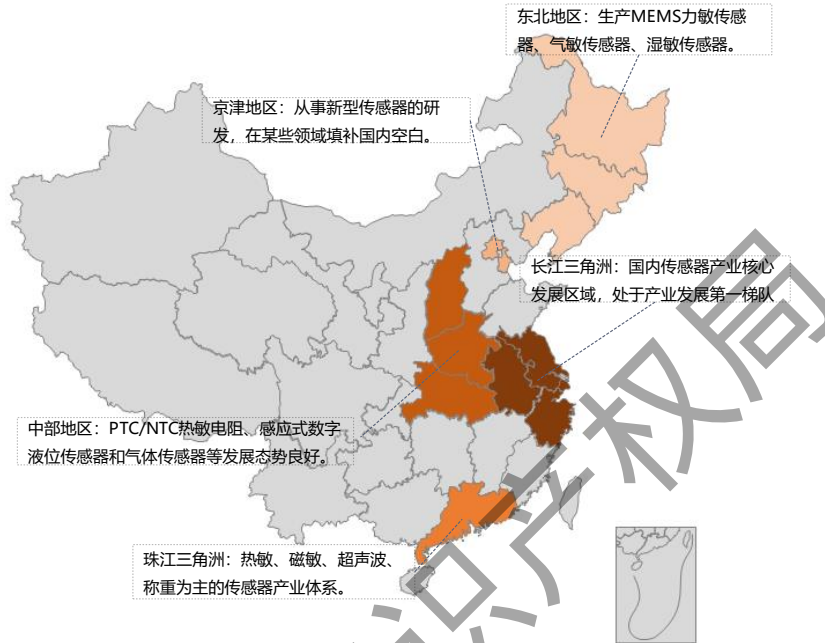 东北地区：生产MEMS力敏传感
器、气敏传感器、湿敏传感器。
京津地区：从事新型传感器的研
发，在某些领域填补国内空白。
长江三角洲：国内传感器产业核心
发展区域，处于产业发展第一梯队
中部地区：PTC/NTC热敏电阻、感应式数字
液位传感器和气体传感器等发展态势良好。
珠江三角洲：热敏、磁敏、超声波、
称重为主的传感器产业体系。
识产权局